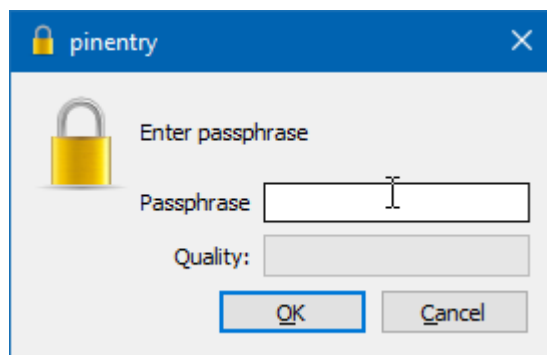 pinentry
Enter passphrase
Passphrase
Quality:
OK
Cancel